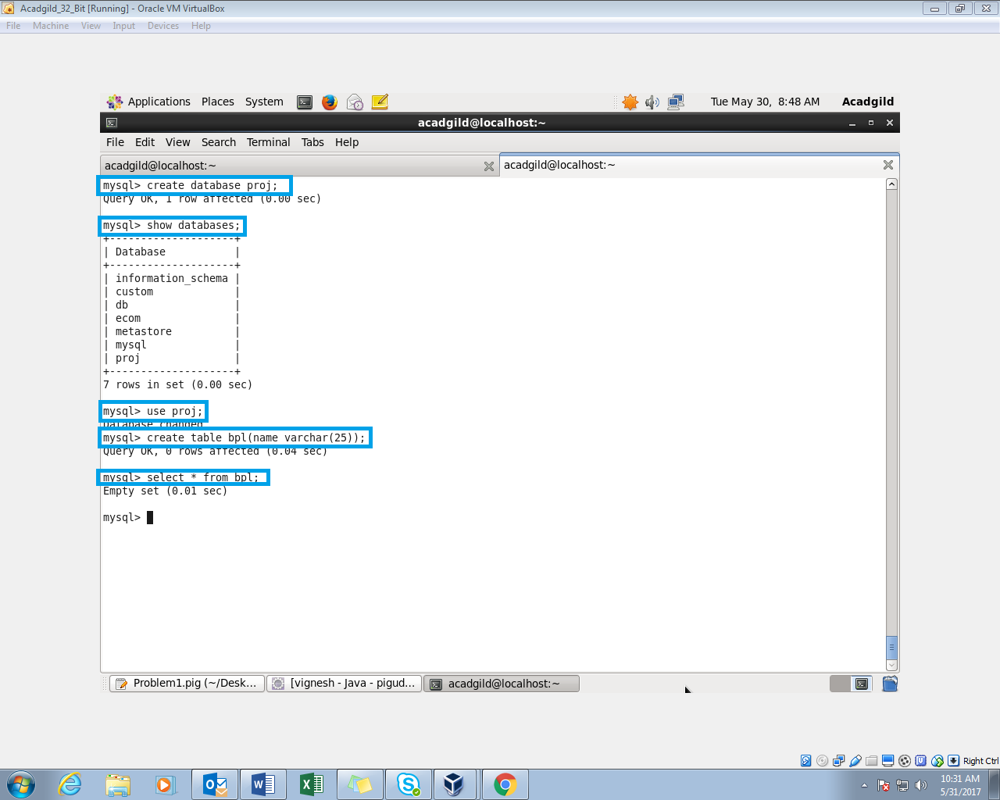 Acadgild_32_Bit [Running] - Oracle VM VirtualBox
File Machine View Input Devices Help
Applications Places System Tue May 30, 8:48 AM Acadgild
acadgild@localhost:~
File Edit View Search Terminal Tabs Help
acadgild@localhost:~ acadgild@localhost:~
mysql> create database proj;
Query OK, 1 row affected (0.00 sec)
mysql> show databases;
+--------------------+
| Database           |
+--------------------+
| information_schema |
| custom             |
| db                 |
| ecom               |
| metastore          |
| mysql              |
| proj               |
+--------------------+
7 rows in set (0.00 sec)
mysql> use proj;
Database changed
mysql> create table bpl(name varchar(25));
Query OK, 0 rows affected (0.04 sec)
mysql> select * from bpl;
Empty set (0.01 sec)
mysql>
Problem1.pig (~/Desk... [vignesh - Java - pigud... acadgild@localhost:~
Right Ctrl
10:31 AM
5/31/2017